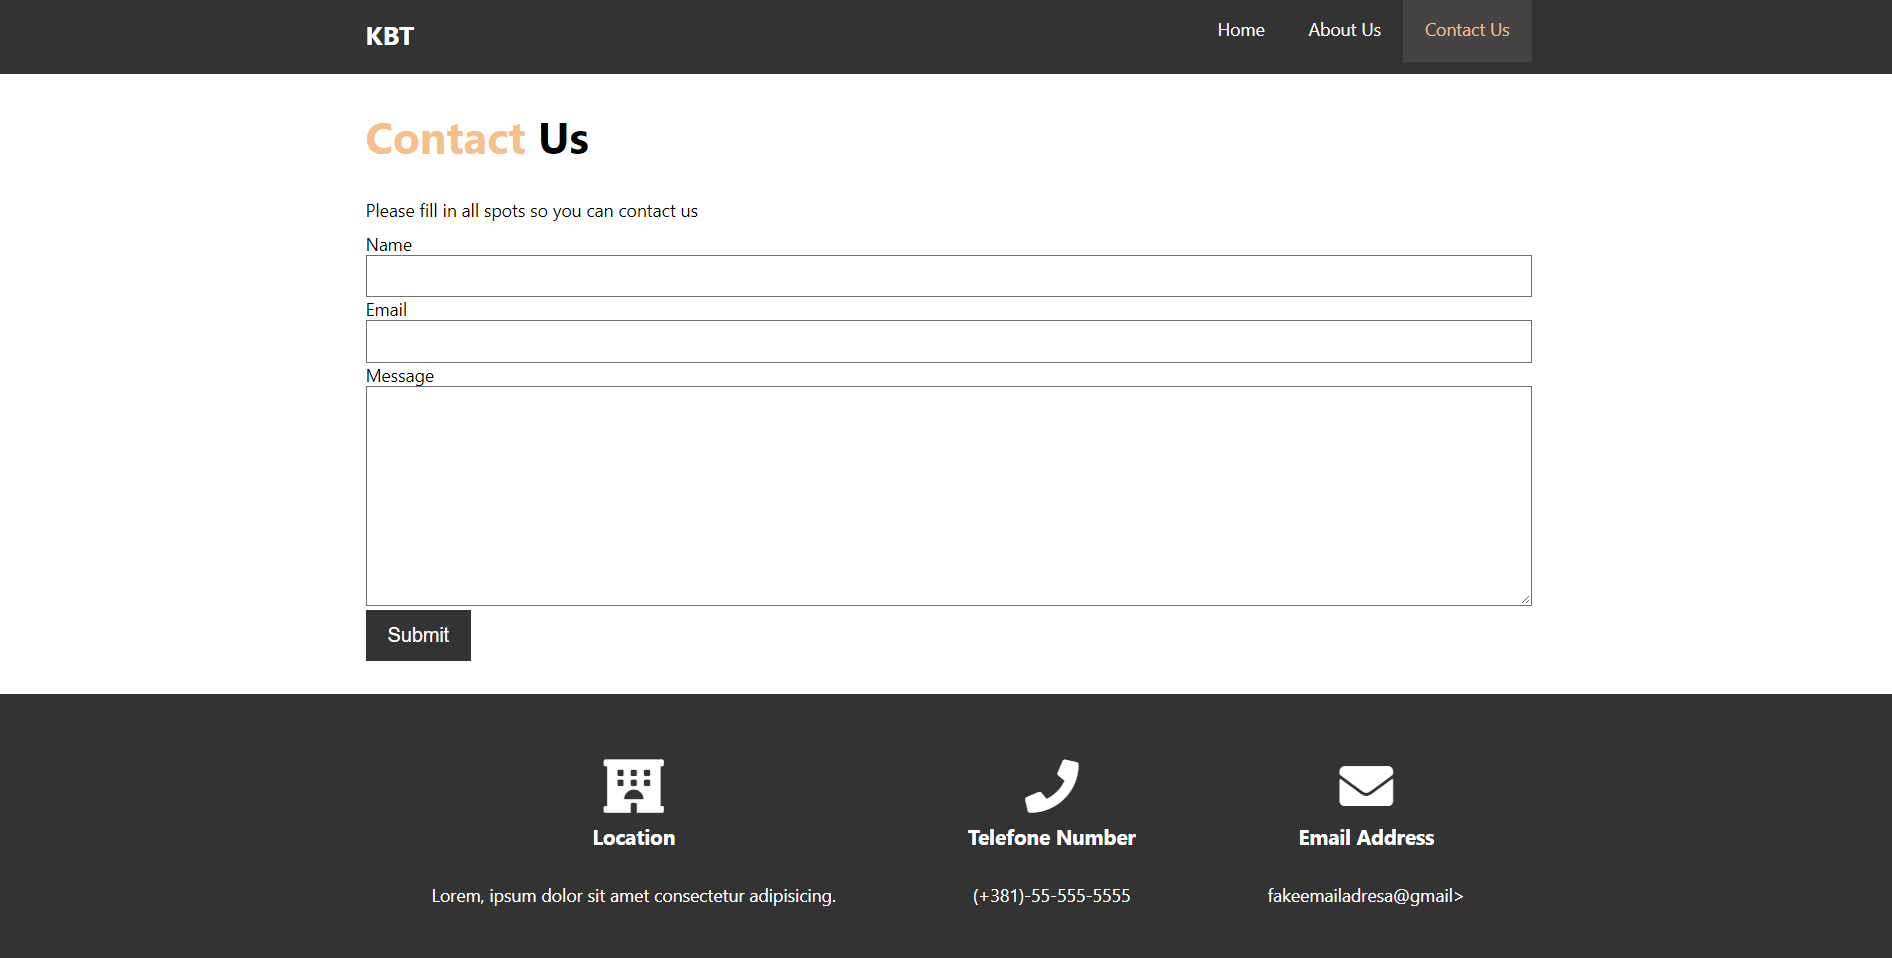 KBT
Home About Us Contact Us
Contact Us
Please fill in all spots so you can contact us
Name
Email
Message
Submit
Location Telefone Number Email Address
Lorem, ipsum dolor sit amet consectetur adipisicing. (+381)-55-555-5555 fakeemailadresa@gmail>